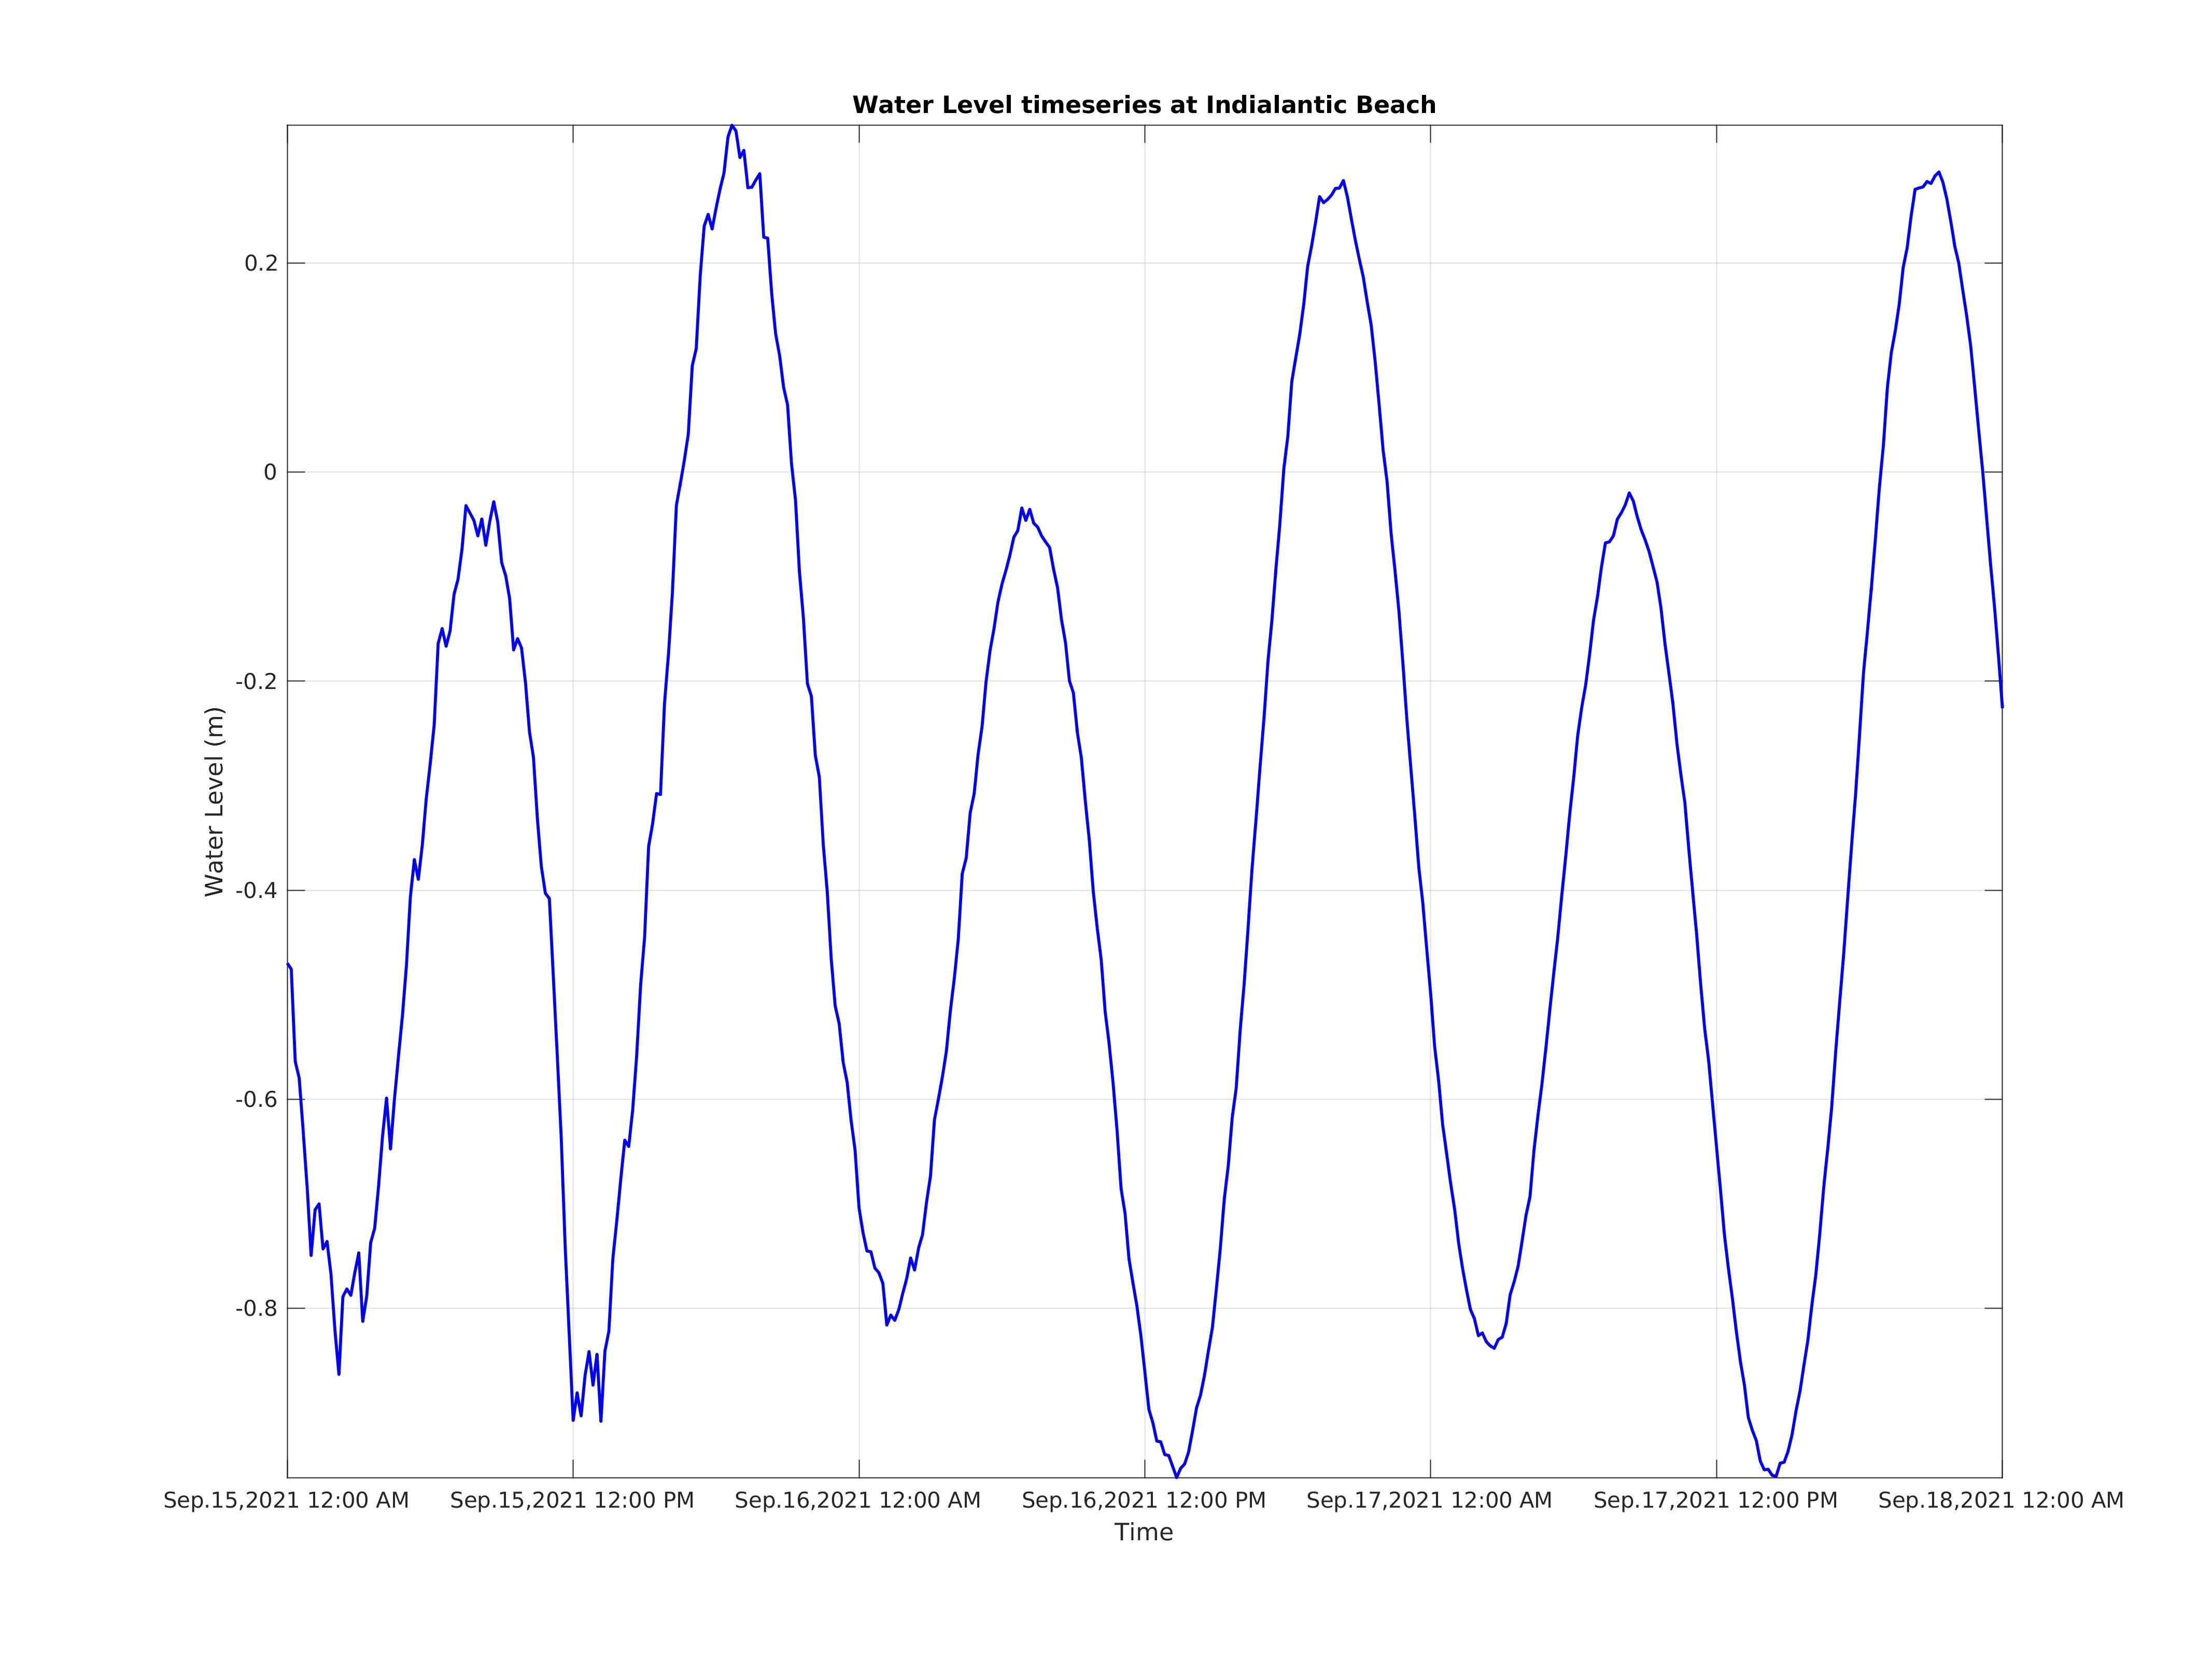 Water Level timeseries at Indialantic Beach
0.2
0
-0.2
-0.4
-0.6
-0.8
Water Level (m)
Sep.15,2021 12:00 AM
Sep.15,2021 12:00 PM
Sep.16,2021 12:00 AM
Sep.16,2021 12:00 PM
Sep.17,2021 12:00 AM
Sep.17,2021 12:00 PM
Sep.18,2021 12:00 AM
Time